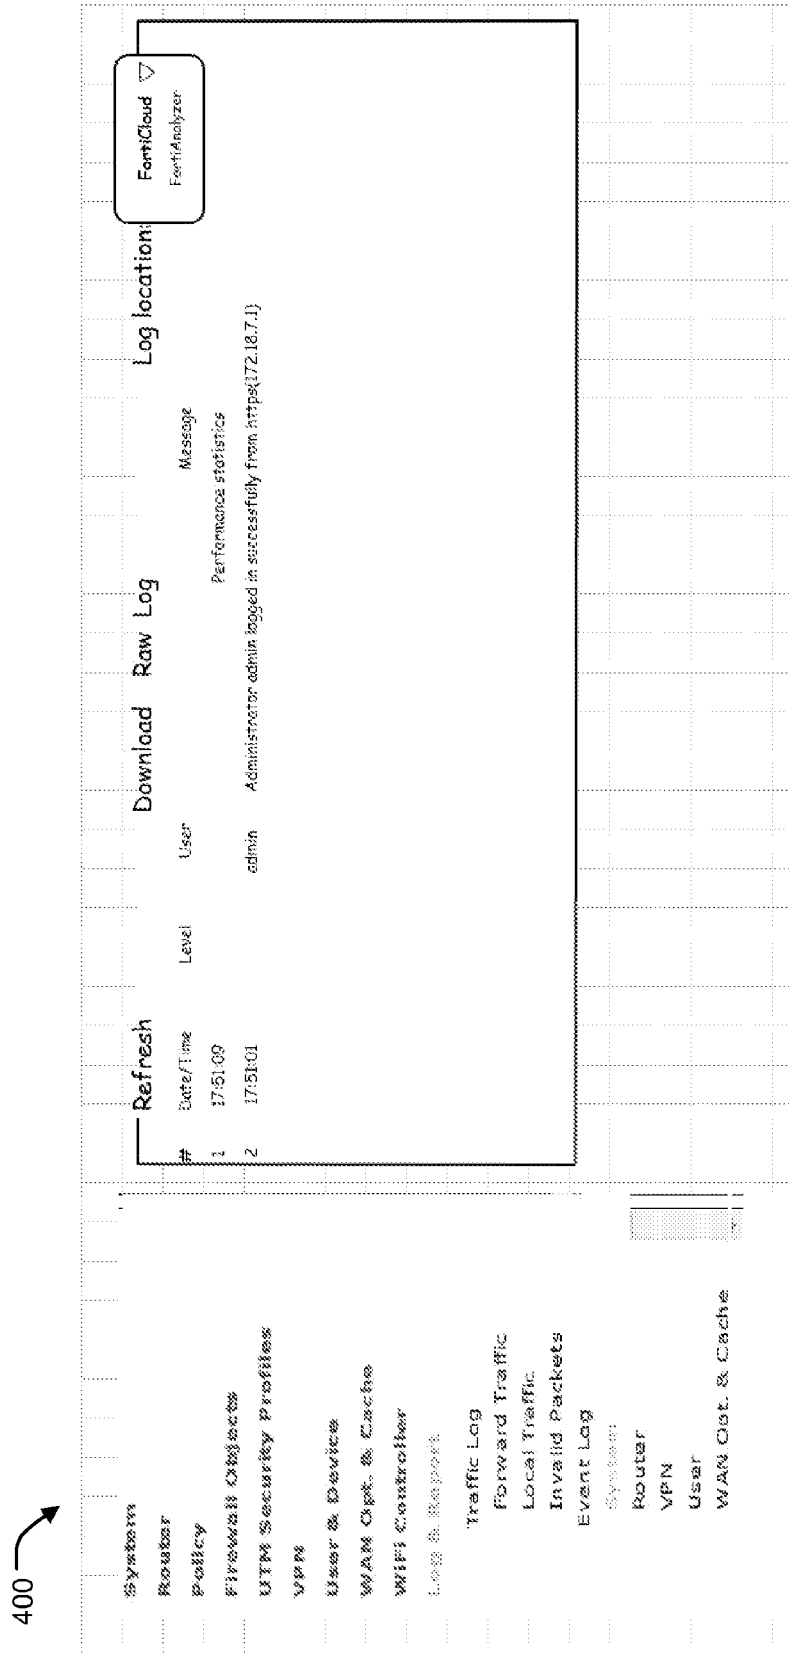 400
System
Router
Policy
Firewall Objects
UTM Security Profiles
VPN
User & Device
WAN Opt. & Cache
WiFi Controller
Log & Report
Traffic Log
Forward Traffic
Local Traffic
Invalid Packets
Event Log
System
Router
VPN
User
WAN Opt. & Cache
Refresh Download Raw Log Log location: FortiCloud
FortiAnalyzer
# Date/Time Level User Message
1 17:51:09 Performance statistics
2 17:51:01 admin Administrator admin logged in successfully from https(172.18.7.1)